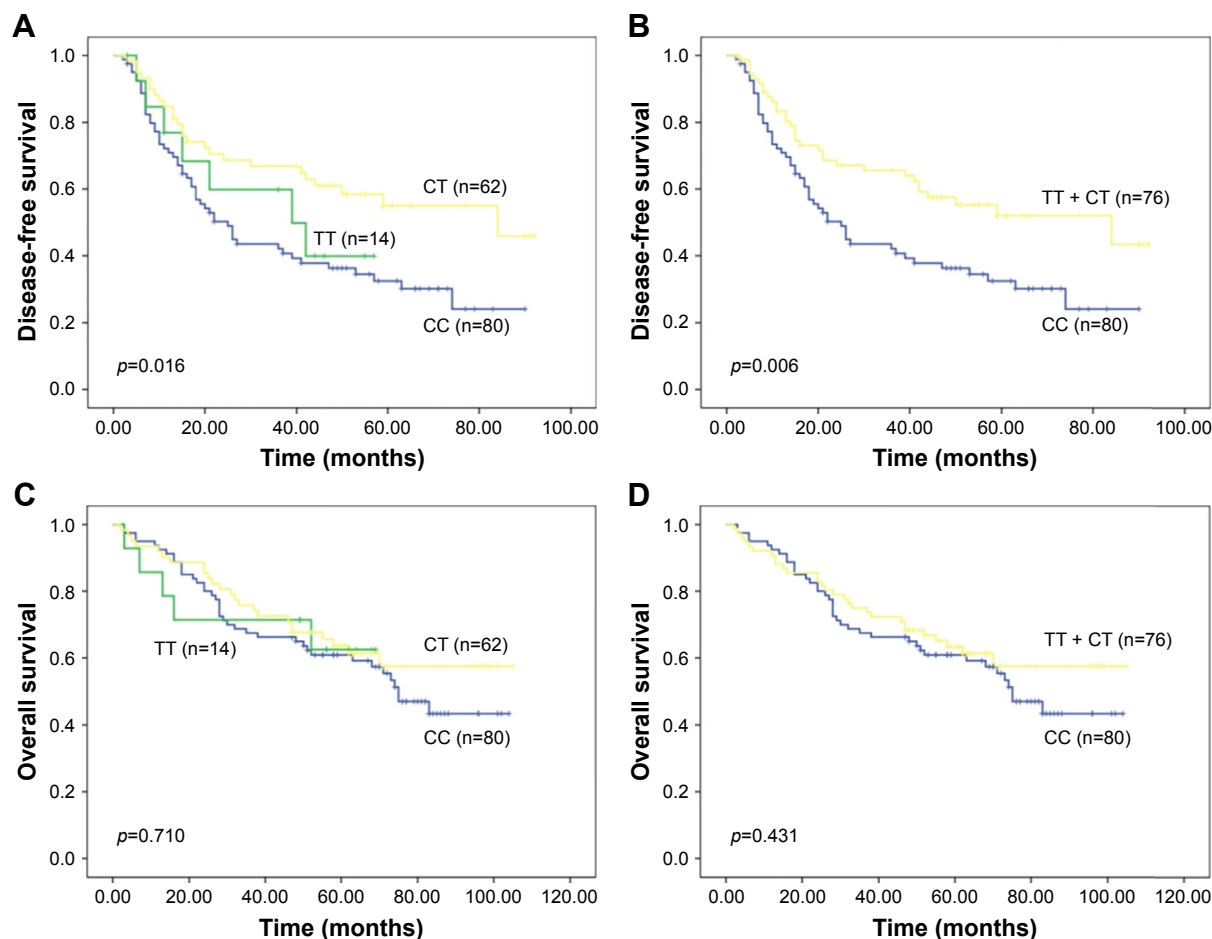 A
Disease-free survival
1.0
0.8
0.6
0.4
0.2
0.0
CT (n=62)
TT (n=14)
CC (n=80)
p=0.016
0.00 20.00 40.00 60.00 80.00 100.00
Time (months)
B
Disease-free survival
1.0
0.8
0.6
0.4
0.2
0.0
TT + CT (n=76)
CC (n=80)
p=0.006
0.00 20.00 40.00 60.00 80.00 100.00
Time (months)
C
Overall survival
1.0
0.8
0.6
0.4
0.2
0.0
TT (n=14)
CT (n=62)
CC (n=80)
p=0.710
0.00 20.00 40.00 60.00 80.00 100.00 120.00
Time (months)
D
Overall survival
1.0
0.8
0.6
0.4
0.2
0.0
TT + CT (n=76)
CC (n=80)
p=0.431
0.00 20.00 40.00 60.00 80.00 100.00 120.00
Time (months)